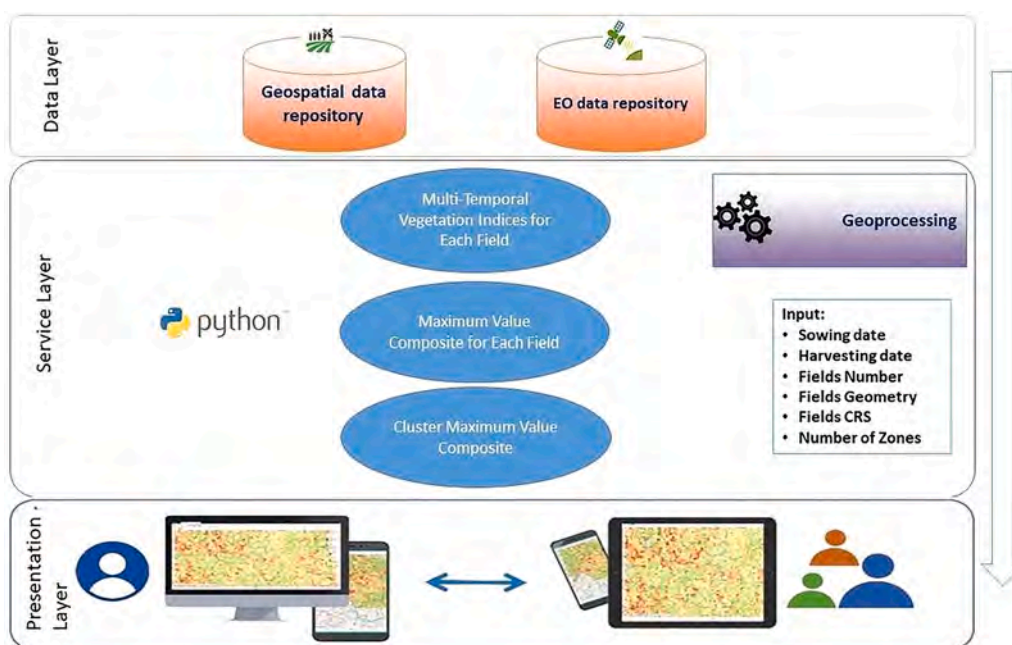 Data Layer
Geospatial data
repository
EO data repository
Service Layer
Multi-Temporal
Vegetation Indices for
Each Field
Geoprocessing
python™
Maximum Value
Composite for Each Field
Input:
• Sowing date
• Harvesting date
• Fields Number
• Fields Geometry
• Fields CRS
• Number of Zones
Cluster Maximum Value
Composite
Presentation
Layer